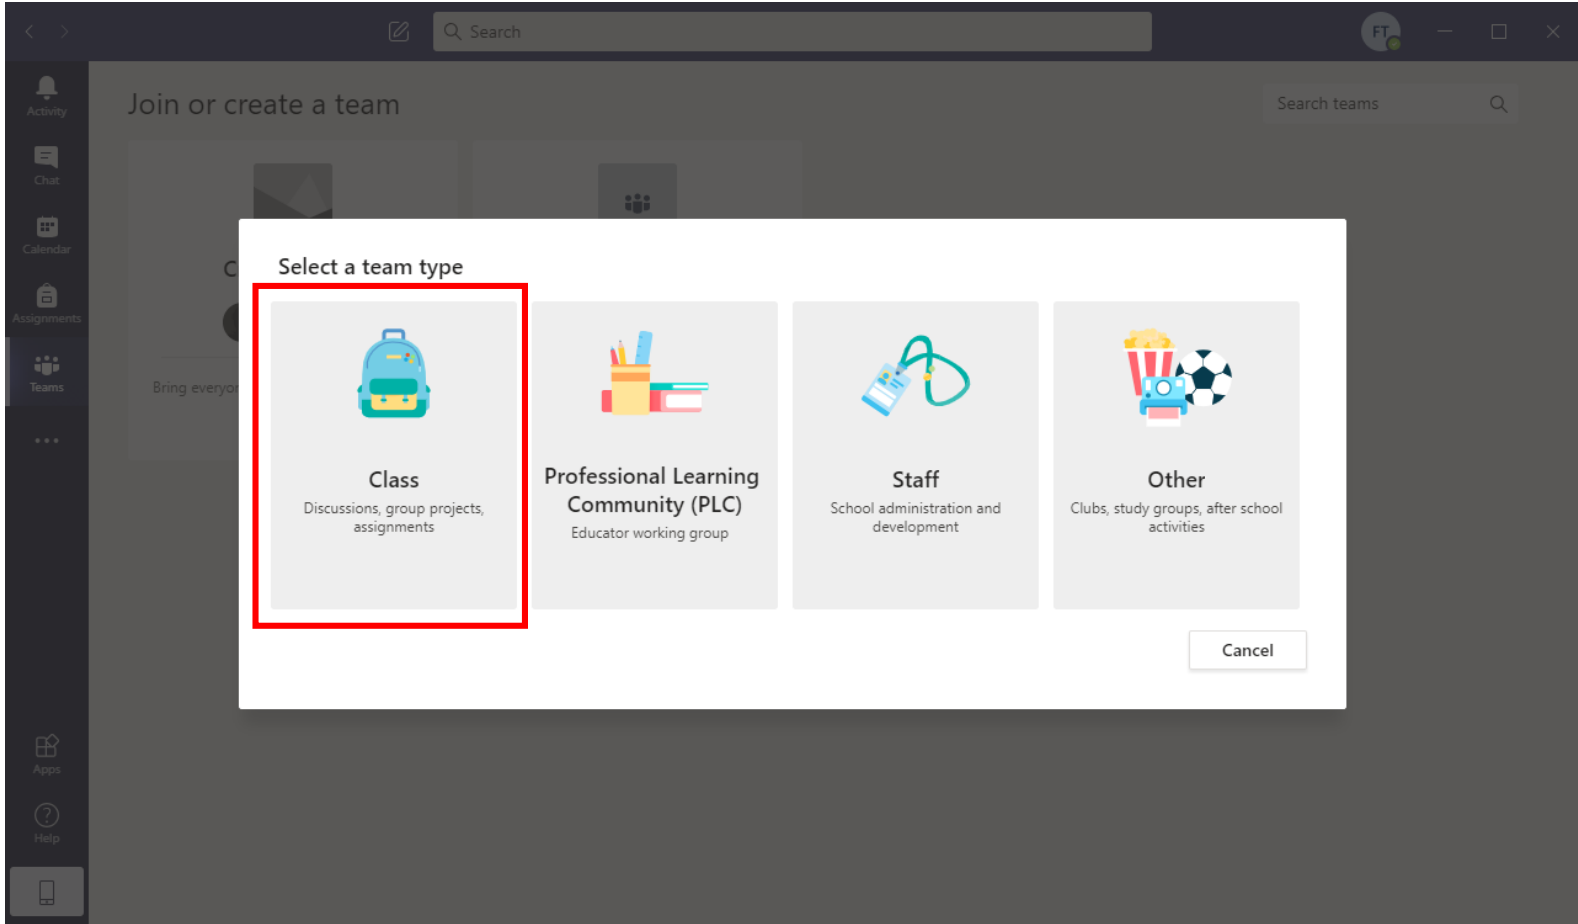 Search
FT
Activity
Chat
Calendar
Assignments
Teams
Apps
Help
Join or create a team
Search teams
C
Bring everyon
Select a team type
Class
Discussions, group projects,
assignments
Professional Learning
Community (PLC)
Educator working group
Staff
School administration and
development
Other
Clubs, study groups, after school
activities
Cancel